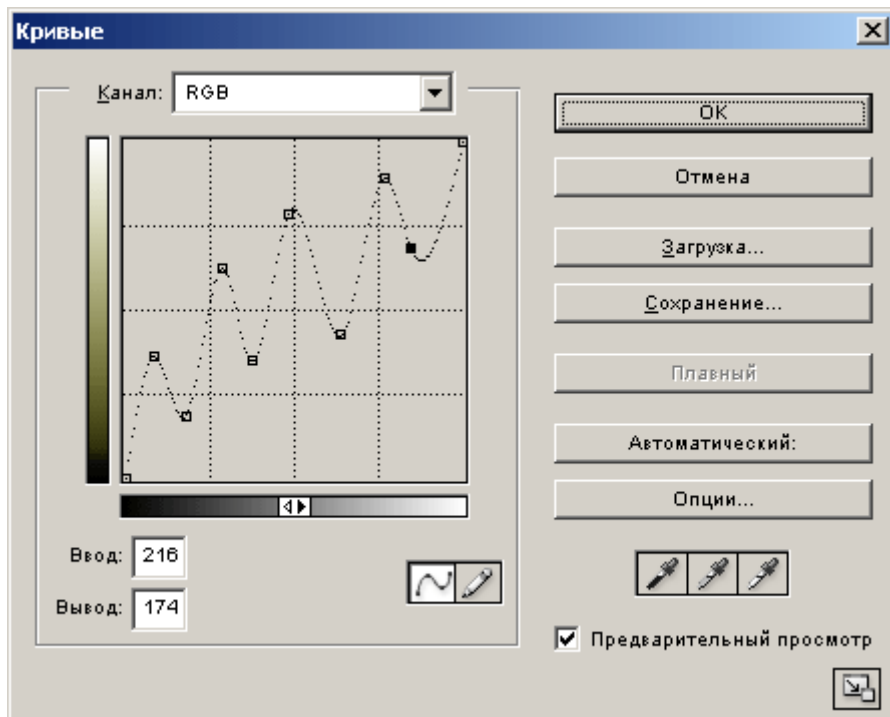 Кривые
Канал: RGB
OK
Отмена
Загрузка...
Сохранение...
Плавный
Автоматический:
Опции...
Ввод: 216
Вывод: 174
Предварительный просмотр